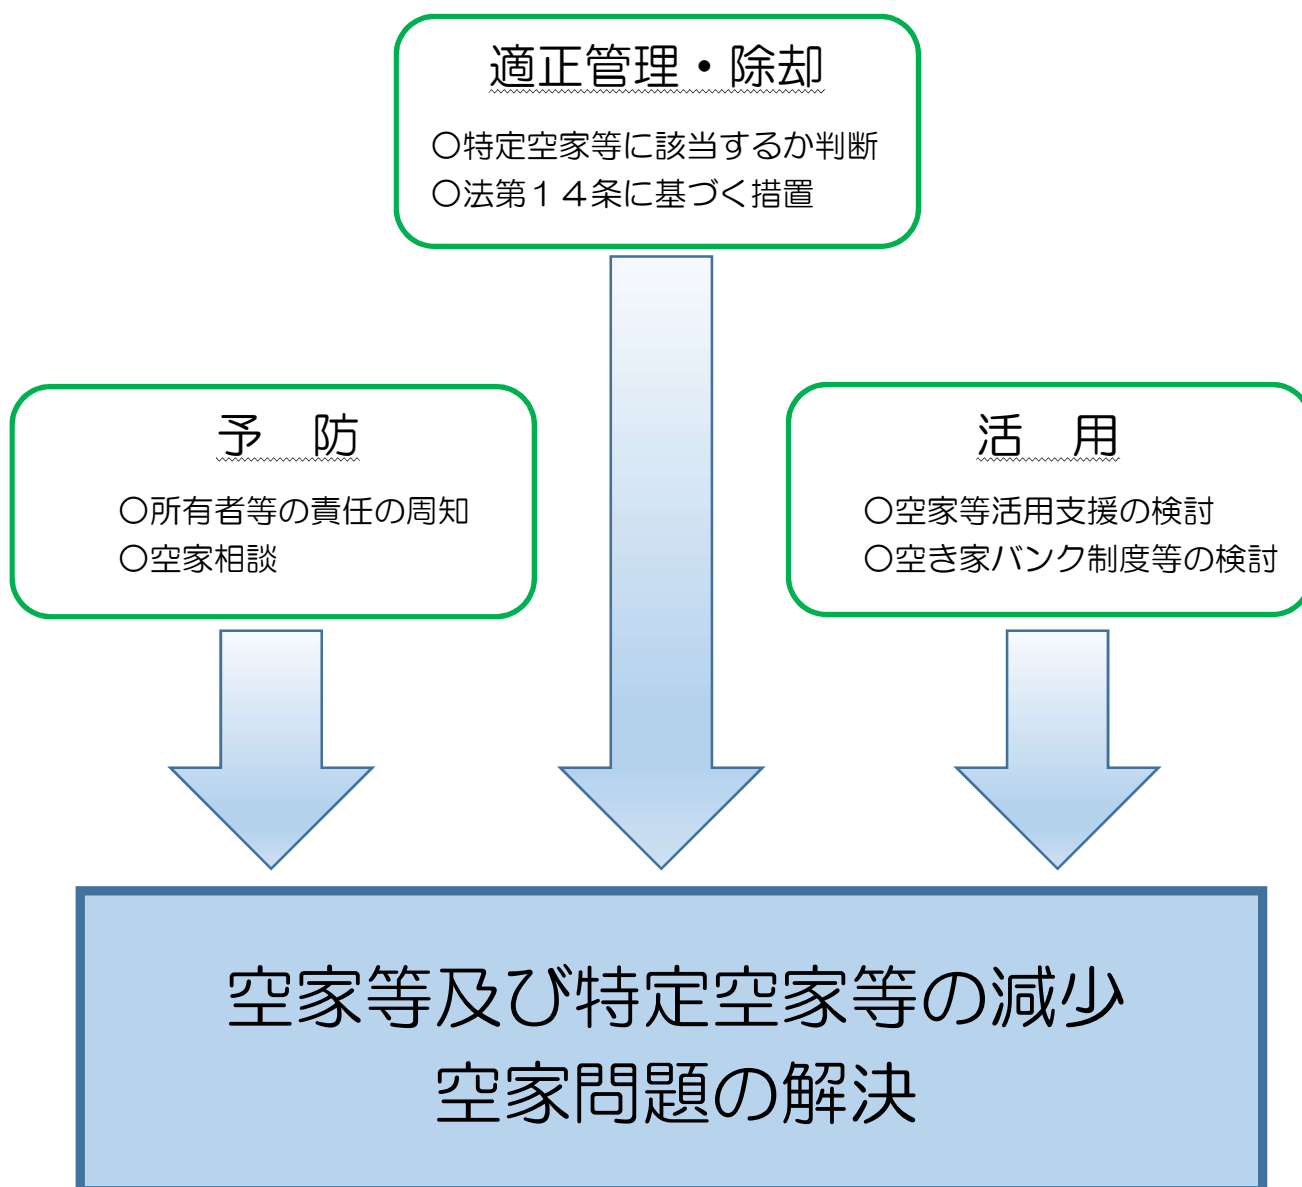 適正管理・除却
○特定空家等に該当するか判断
○法第１４条に基づく措置
予　防
○所有者等の責任の周知
○空家相談
活　用
○空家等活用支援の検討
○空き家バンク制度等の検討
空家等及び特定空家等の減少
空家問題の解決